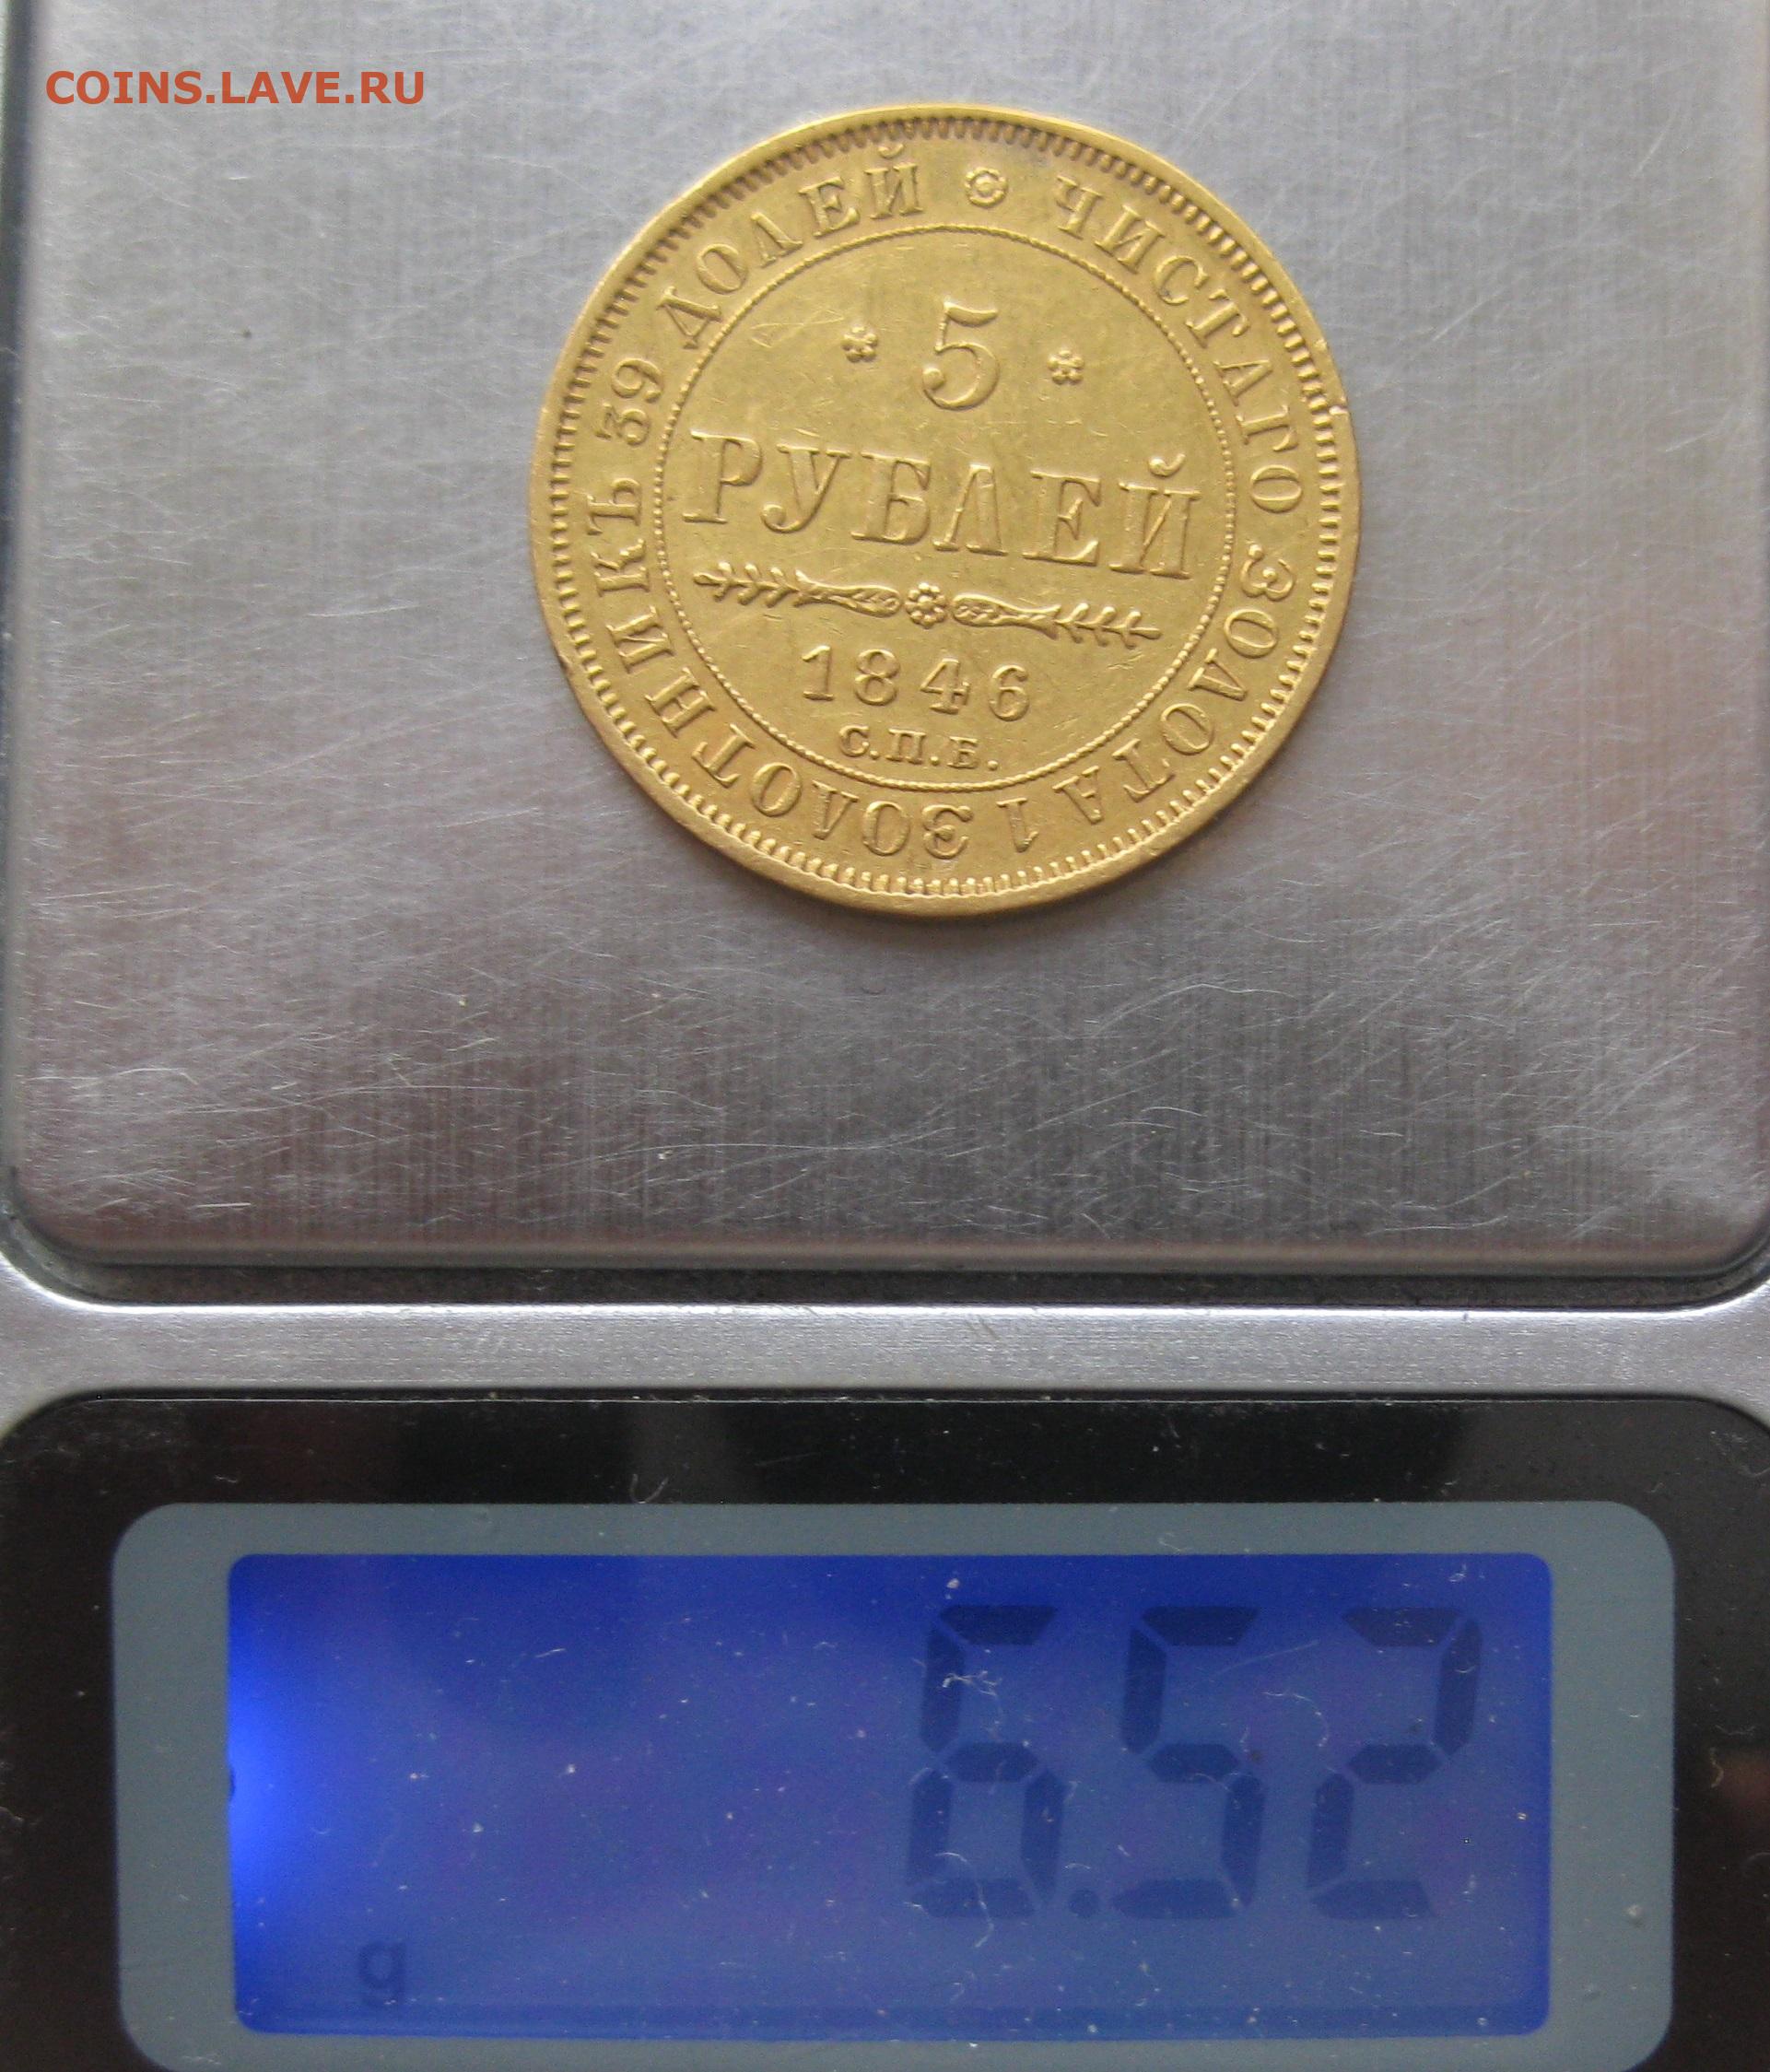 COINS.LAVE.RU
ЧИСТАГО ЗОЛОТА 1 ЗОЛОТНИКЪ 39 ДОЛЕЙ
5
РУБЛЕЙ
1846
С.П.Б.
6.52
g